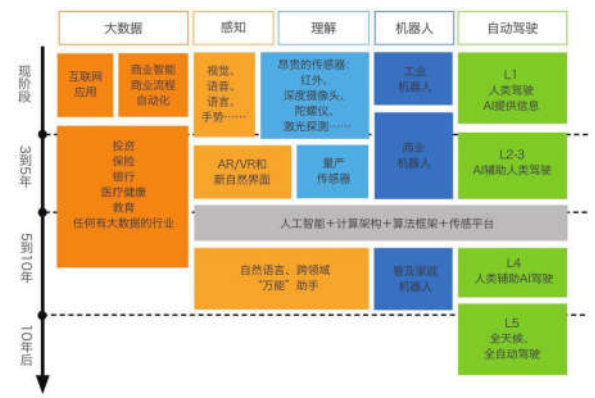 大数据
感知
理解
机器人
自动驾驶
现阶段
互联网
应用
商业智能
商业流程
自动化
视觉、
语音、
语言、
手势……
昂贵的传感器:
红外、
深度摄像头、
陀螺仪、
激光探测……
工业
机器人
L1
人类驾驶
AI提供信息
3到5年
投资
保险
银行
医疗健康
教育
任何有大数据的行业
AR/VR和
新自然界面
量产
传感器
商业
机器人
L2-3
AI辅助人类驾驶
人工智能+计算架构+算法框架+传感平台
5到10年
自然语言、跨领域
“万能”助手
普及家庭
机器人
L4
人类辅助AI驾驶
10年后
L5
全天候、
全自动驾驶